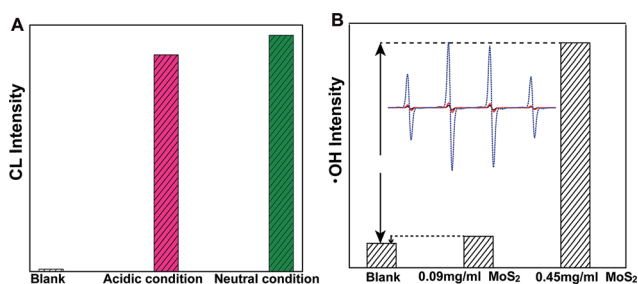 A
CL Intensity
Blank Acidic condition Neutral condition
B
·OH Intensity
Blank 0.09mg/ml MoS₂ 0.45mg/ml MoS₂